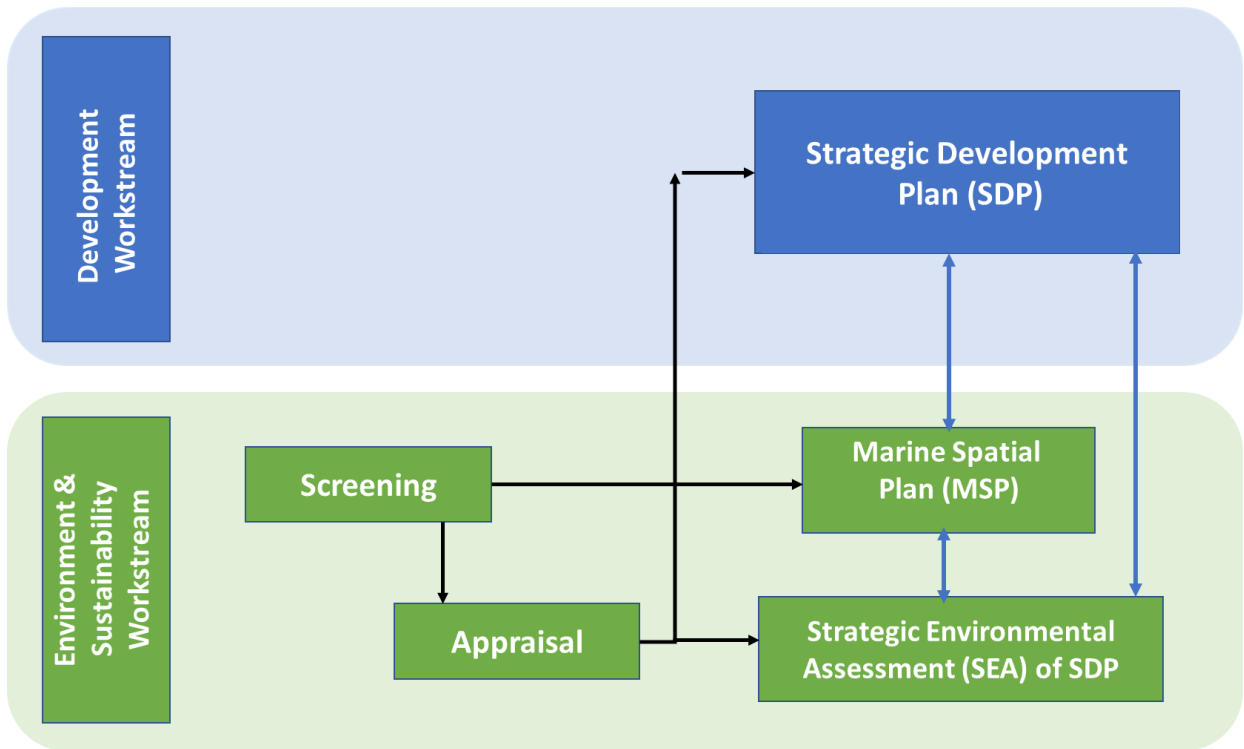 Development
Workstream
Strategic Development
Plan (SDP)
Environment &
Sustainability
Workstream
Screening
Marine Spatial
Plan (MSP)
Appraisal
Strategic Environmental
Assessment (SEA) of SDP